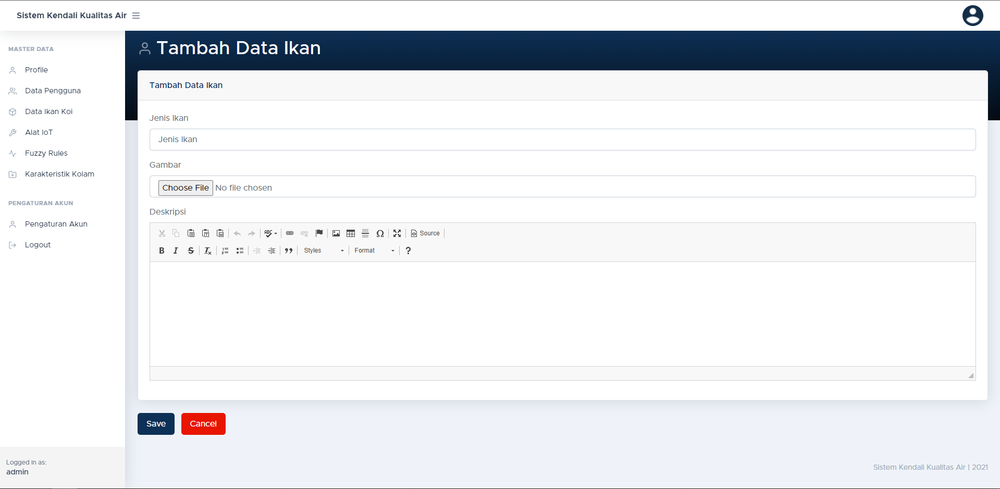 Sistem Kendali Kualitas Air
MASTER DATA
Profile
Data Pengguna
Data Ikan Koi
Alat IoT
Fuzzy Rules
Karakteristik Kolam
PENGATURAN AKUN
Pengaturan Akun
Logout
Logged in as:
admin
Tambah Data Ikan
Tambah Data Ikan
Jenis Ikan
Jenis Ikan
Gambar
Choose File No file chosen
Deskripsi
ABC Ω Source
B I S Tx Styles Format ?
Save Cancel
Sistem Kendali Kualitas Air | 2021